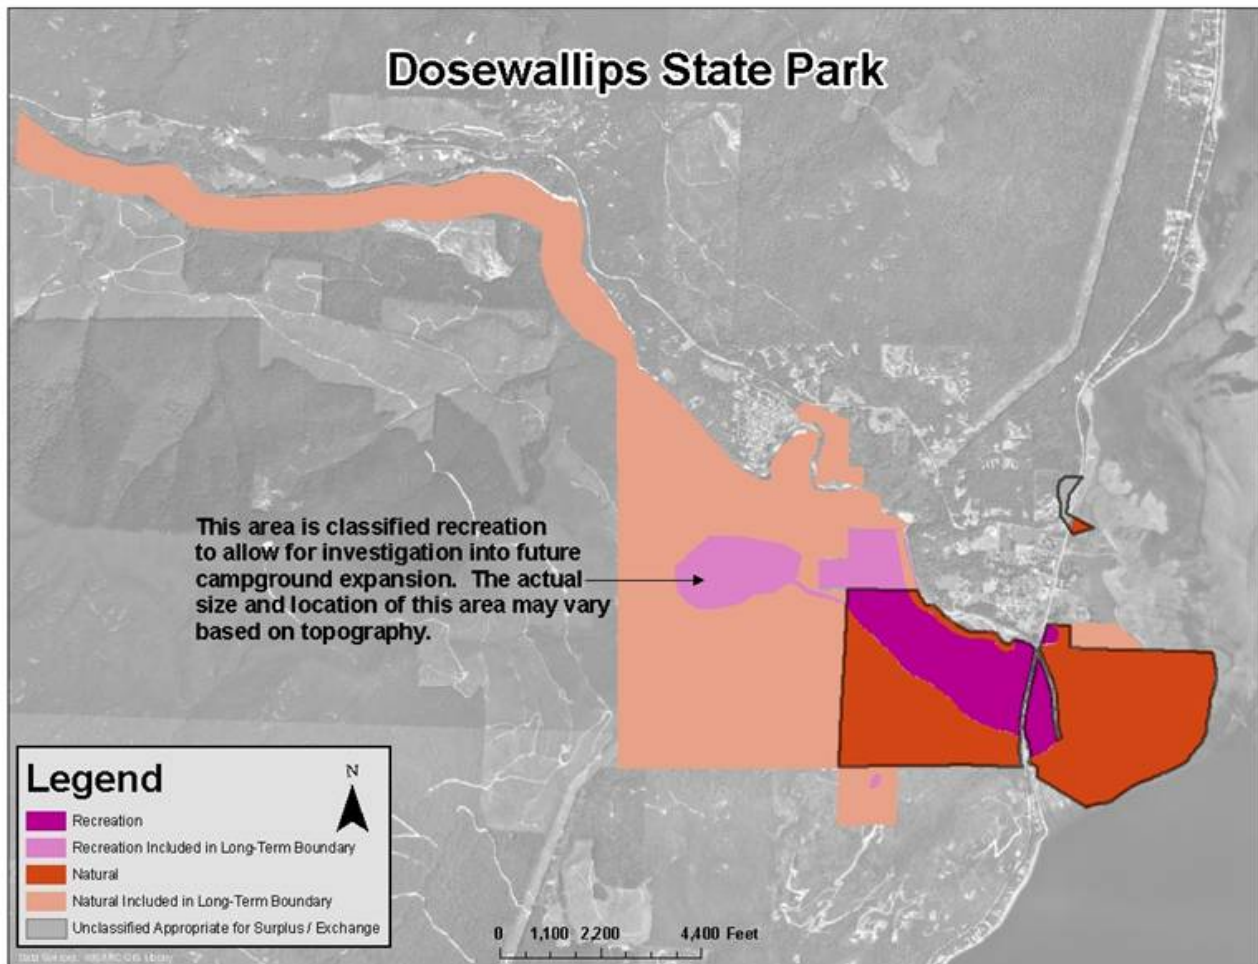 Dosewallips State Park
This area is classified recreation
to allow for investigation into future
campground expansion. The actual
size and location of this area may vary
based on topography.
Legend
N
Recreation
Recreation Included in Long-Term Boundary
Natural
Natural Included in Long-Term Boundary
Unclassified Appropriate for Surplus / Exchange
0 1,100 2,200 4,400 Feet